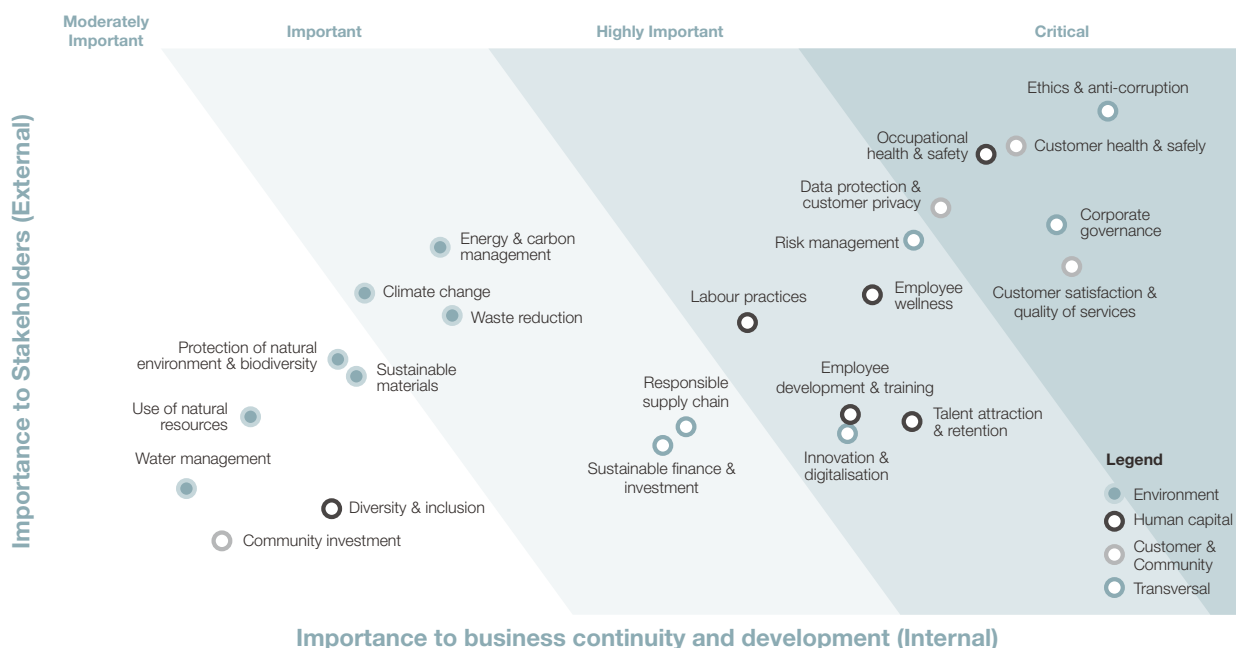 Moderately
Important
Important
Highly Important
Critical
Importance to Stakeholders (External)
Ethics & anti-corruption
Occupational
health & safety
Customer health & safely
Data protection &
customer privacy
Corporate
governance
Risk management
Energy & carbon
management
Employee
wellness
Customer satisfaction &
quality of services
Climate change
Labour practices
Waste reduction
Protection of natural
environment & biodiversity
Sustainable
materials
Employee
development & training
Responsible
supply chain
Use of natural
resources
Talent attraction
& retention
Water management
Innovation &
digitalisation
Sustainable finance &
investment
Diversity & inclusion
Community investment
Legend
Environment
Human capital
Customer &
Community
Transversal
Importance to business continuity and development (Internal)